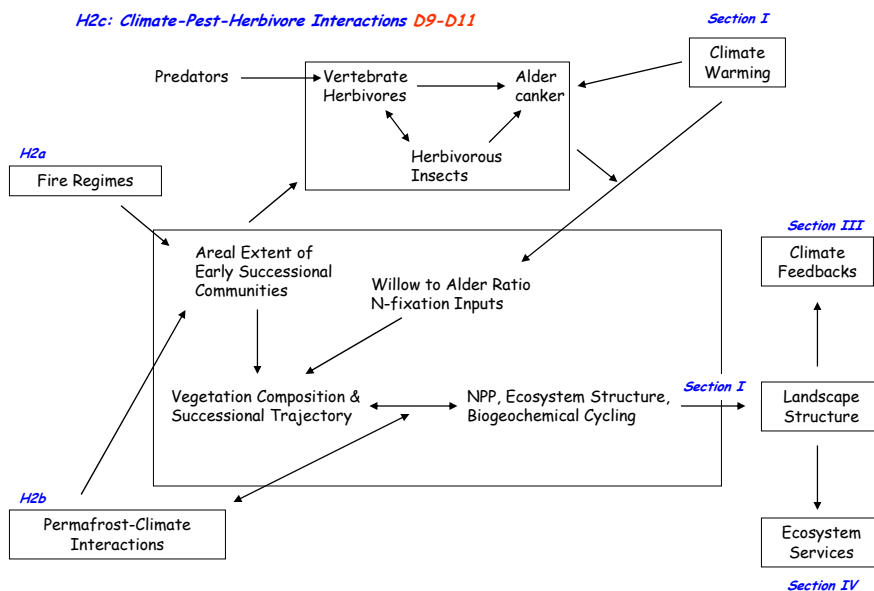 H2c: Climate-Pest-Herbivore Interactions D9-D11
Section I
Climate
Warming
Predators
Vertebrate
Herbivores
Alder
canker
Herbivorous
Insects
H2a
Fire Regimes
Areal Extent of
Early Successional
Communities
Willow to Alder Ratio
N-fixation Inputs
Section III
Climate
Feedbacks
Vegetation Composition &
Successional Trajectory
NPP, Ecosystem Structure,
Biogeochemical Cycling
Section I
Landscape
Structure
H2b
Permafrost-Climate
Interactions
Ecosystem
Services
Section IV